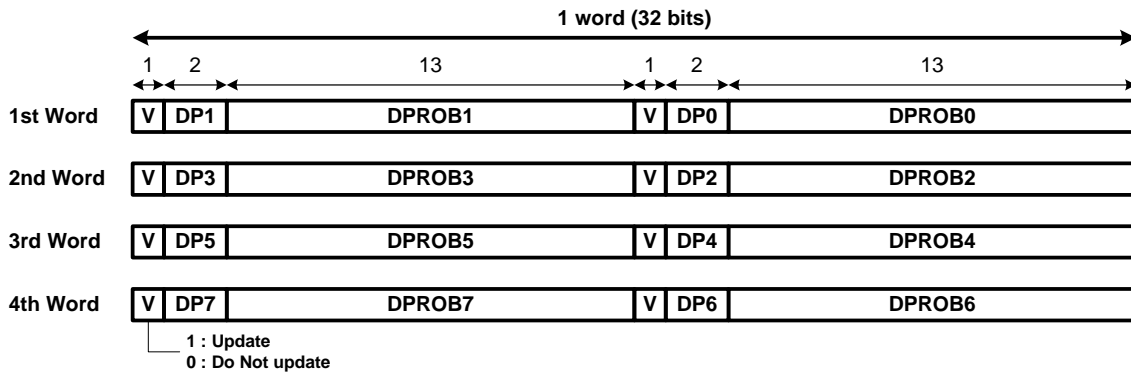 1 word (32 bits)
1 2 13 1 2 13
1st Word V DP1 DPROB1 V DP0 DPROB0
2nd Word V DP3 DPROB3 V DP2 DPROB2
3rd Word V DP5 DPROB5 V DP4 DPROB4
4th Word V DP7 DPROB7 V DP6 DPROB6
1 : Update
0 : Do Not update